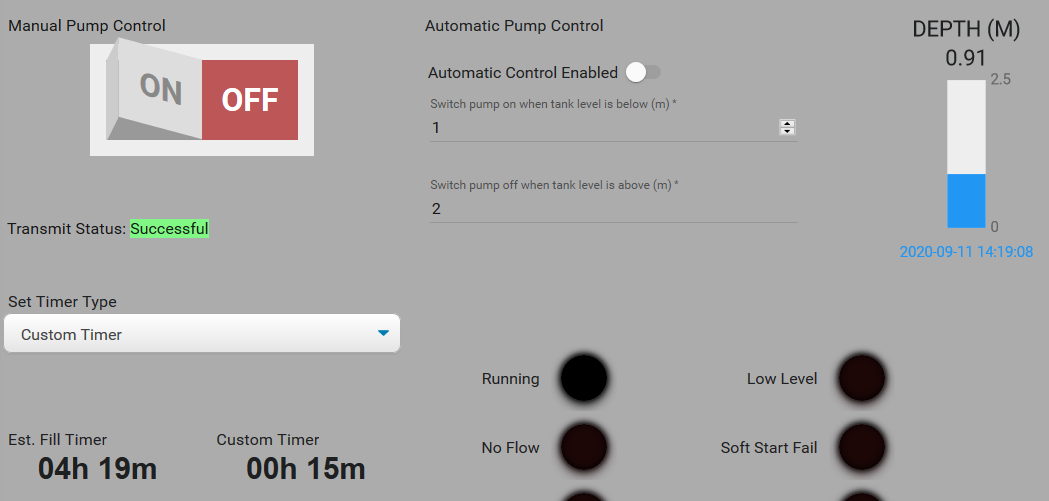 Manual Pump Control
ON OFF
Transmit Status: Successful
Set Timer Type
Custom Timer
Est. Fill Timer
04h 19m
Custom Timer
00h 15m
Automatic Pump Control
Automatic Control Enabled
Switch pump on when tank level is below (m) *
1
Switch pump off when tank level is above (m) *
2
Running
Low Level
No Flow
Soft Start Fail
DEPTH (M)
0.91
2.5
0
2020-09-11 14:19:08